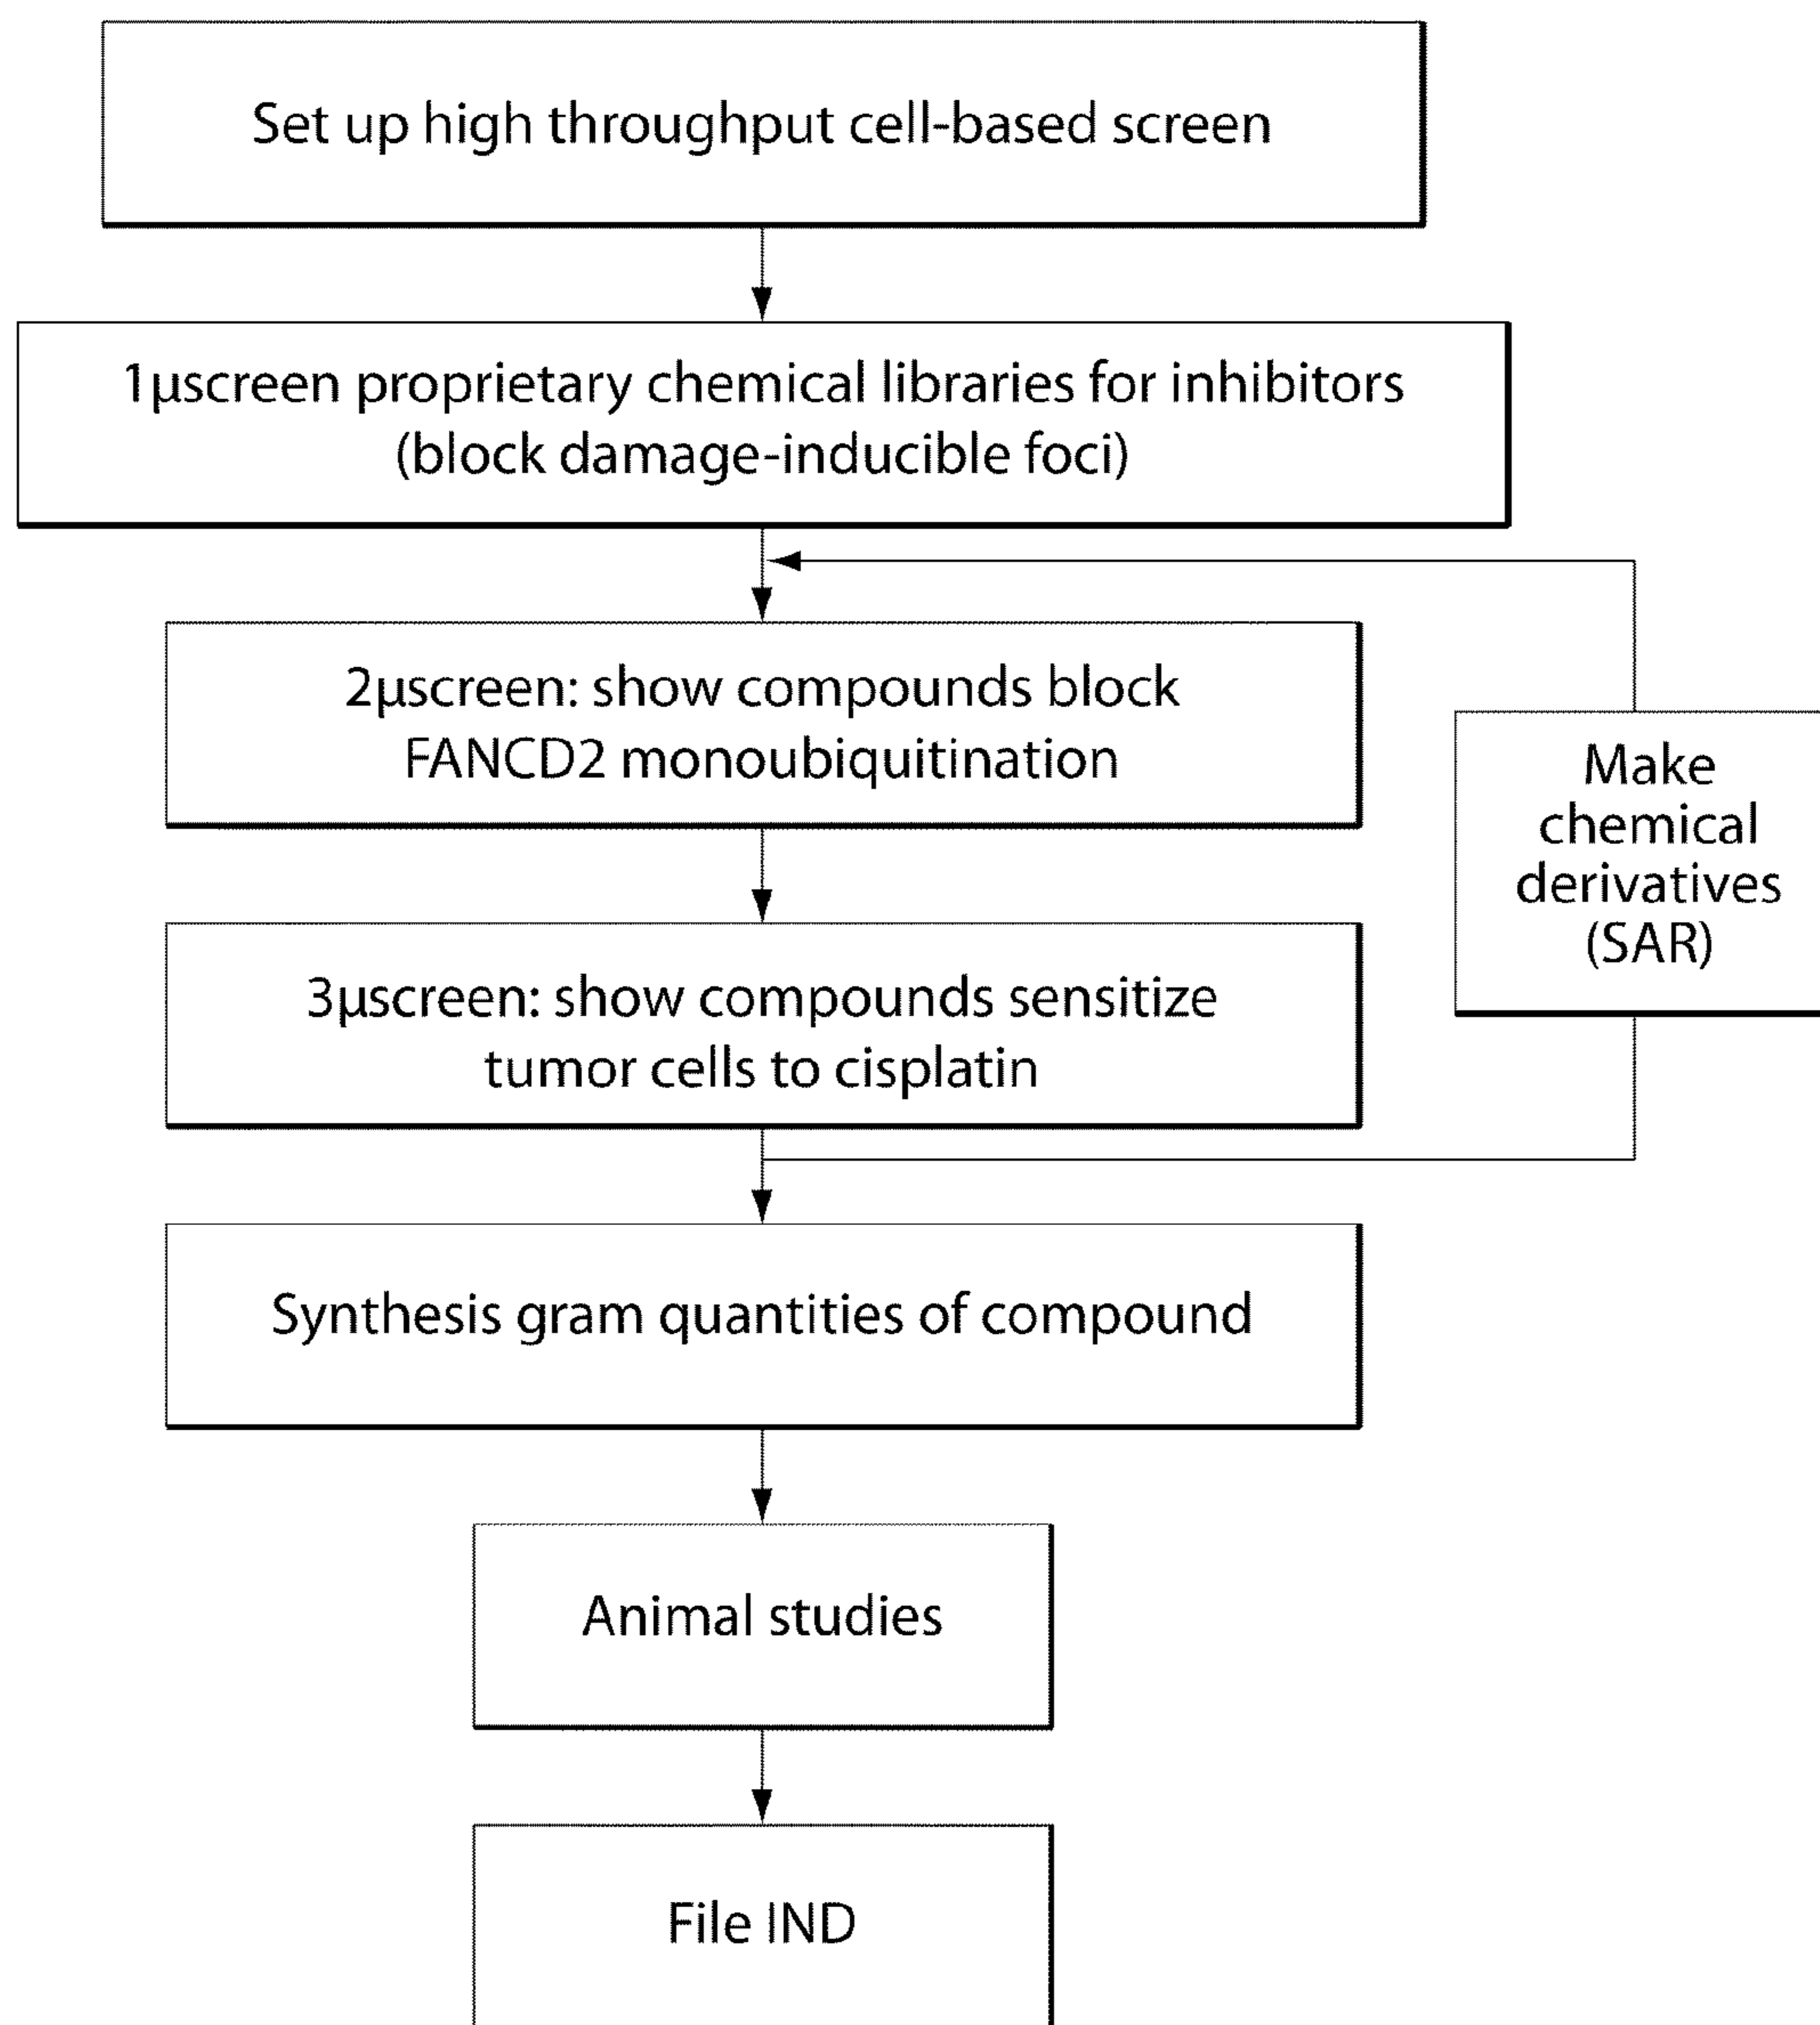 Set up high throughput cell-based screen
1µscreen proprietary chemical libraries for inhibitors
(block damage-inducible foci)
2µscreen: show compounds block
FANCD2 monoubiquitination
Make
chemical
derivatives
(SAR)
3µscreen: show compounds sensitize
tumor cells to cisplatin
Synthesis gram quantities of compound
Animal studies
File IND